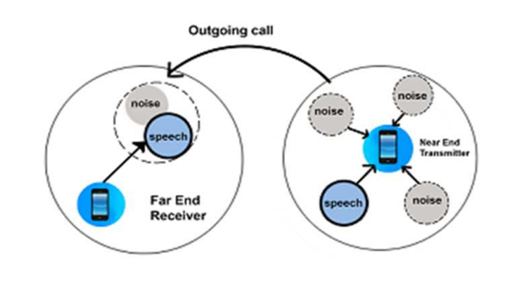 Outgoing call
noise
speech
Far End
Receiver
noise
noise
Near End
Transmitter
speech
noise